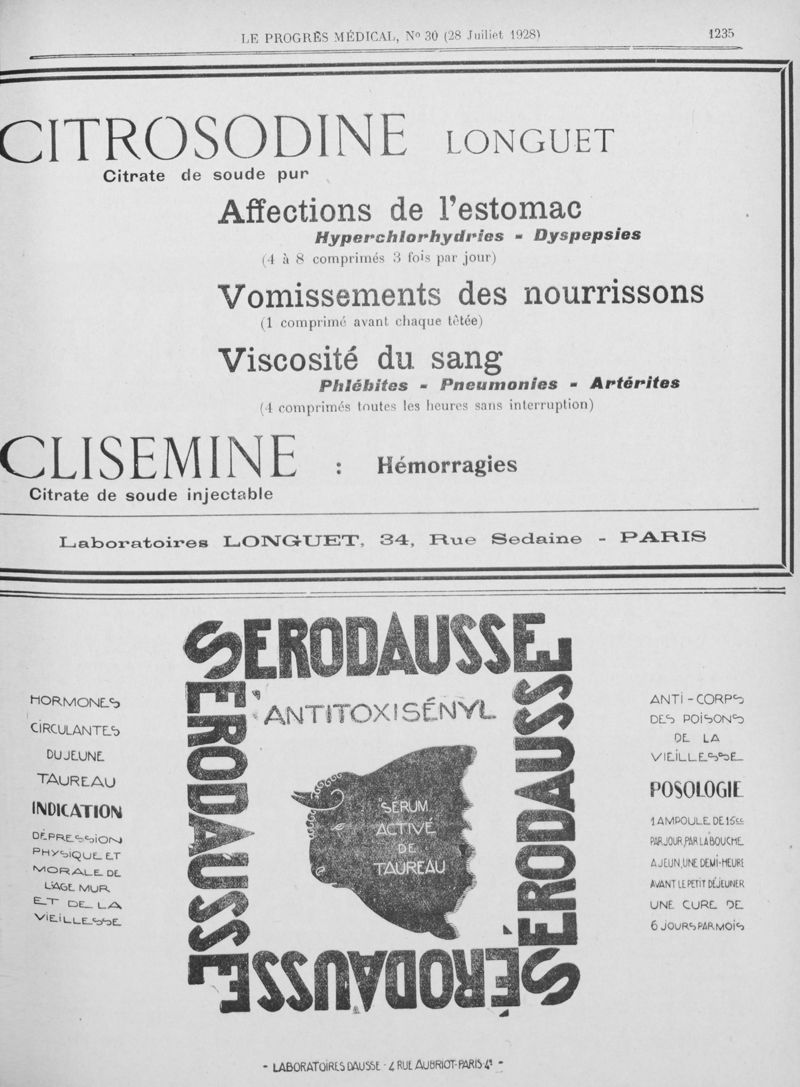 LE PROGRÈS MÉDICAL, Nº 30 (28 Juillet 1928)
1235
CITROSODINE LONGUET
Citrate de soude pur
Affections de l'estomac
Hyperchlorhydries - Dyspepsies
(4 à 8 comprimés 3 fois par jour)
Vomissements des nourrissons
(1 comprimé avant chaque têtée)
Viscosité du sang
Phlébites - Pneumonies - Artérites
(4 comprimés toutes les heures sans interruption)
CLISEMINE : Hémorragies
Citrate de soude injectable
Laboratoires LONGUET, 34, Rue Sedaine - PARIS
HORMONES
CIRCULANTES
DU JEUNE
TAUREAU
INDICATION
DÉPRESSION
PHYSIQUE ET
MORALE DE
L'AGE MUR
ET DE LA
VIEILLESSE
SERODAUSSE
SERODAUSSE
SERODAUSSE
SÉRODAUSSE
ANTITOXISÉNYL
SÉRUM
ACTIVÉ
DE
TAUREAU
ANTI-CORPS
DES POISONS
DE LA
VIEILLESSE
POSOLOGIE
1 AMPOULE DE 15cc
PAR JOUR, PAR LA BOUCHE
A JEUN, UNE DEMI-HEURE
AVANT LE PETIT DÉJEUNER
UNE CURE DE
6 JOURS PAR MOIS
- LABORATOIRES DAUSSE - 4 RUE AUBRIOT-PARIS 4e -